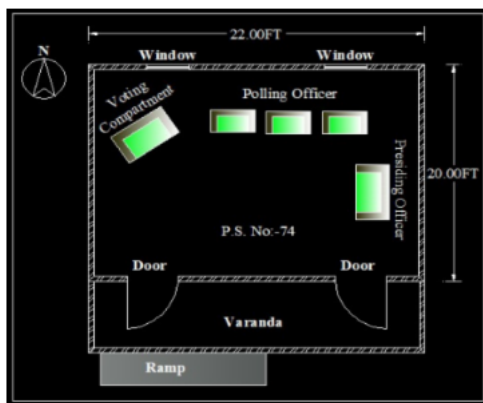 22.00FT
N
Window
Window
Voting
Compartment
Polling Officer
Presiding Officer
20.00FT
P.S. No:-74
Door
Door
Varanda
Ramp